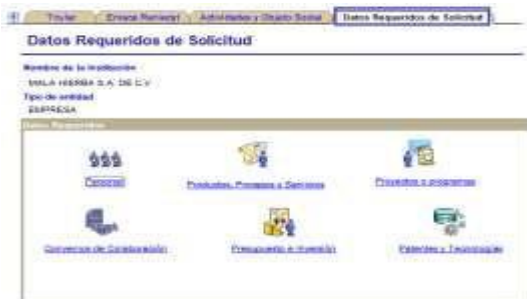 Titular Enlace Reniecyt Actividades y Objeto Social Datos Requeridos de Solicitud
Datos Requeridos de Solicitud
Nombre de la Institución
MALA HIERBA S.A. DE C.V
Tipo de entidad
EMPRESA
Datos Requeridos
Personal Productos, Procesos y Servicios Proyectos o programas
Convenios de Colaboración Presupuesto e Inversión Patentes y Tecnologías